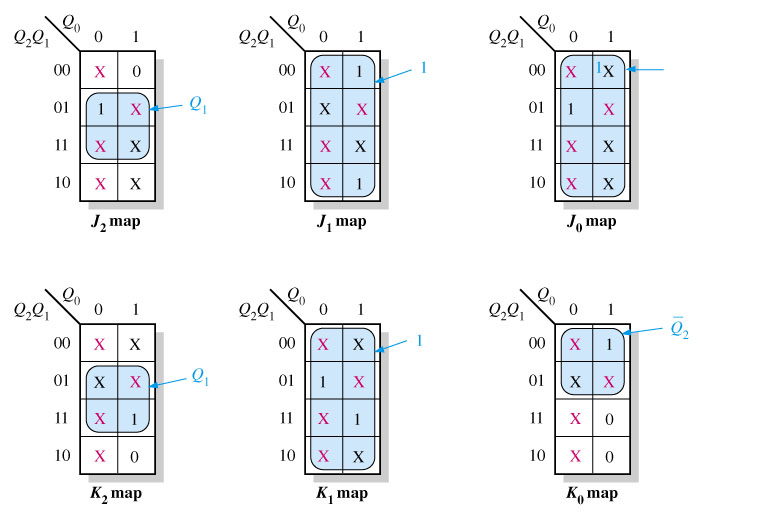 Q₀ Q₀ Q₀
Q₂Q₁ 0 1 Q₂Q₁ 0 1 Q₂Q₁ 0 1
00 X 0 00 X 1 1 00 X 1 X
01 1 X Q₁ 01 X X 01 1 X
11 X X 11 X X 11 X X
10 X X 10 X 1 10 X X
J₂ map J₁ map J₀ map
Q₀ Q₀ Q₀
Q₂Q₁ 0 1 Q₂Q₁ 0 1 Q₂Q₁ 0 1
00 X X 00 X X 1 00 X 1 Q̅₂
01 X X Q₁ 01 1 X 01 X X
11 X 1 11 X 1 11 X 0
10 X 0 10 X X 10 X 0
K₂ map K₁ map K₀ map